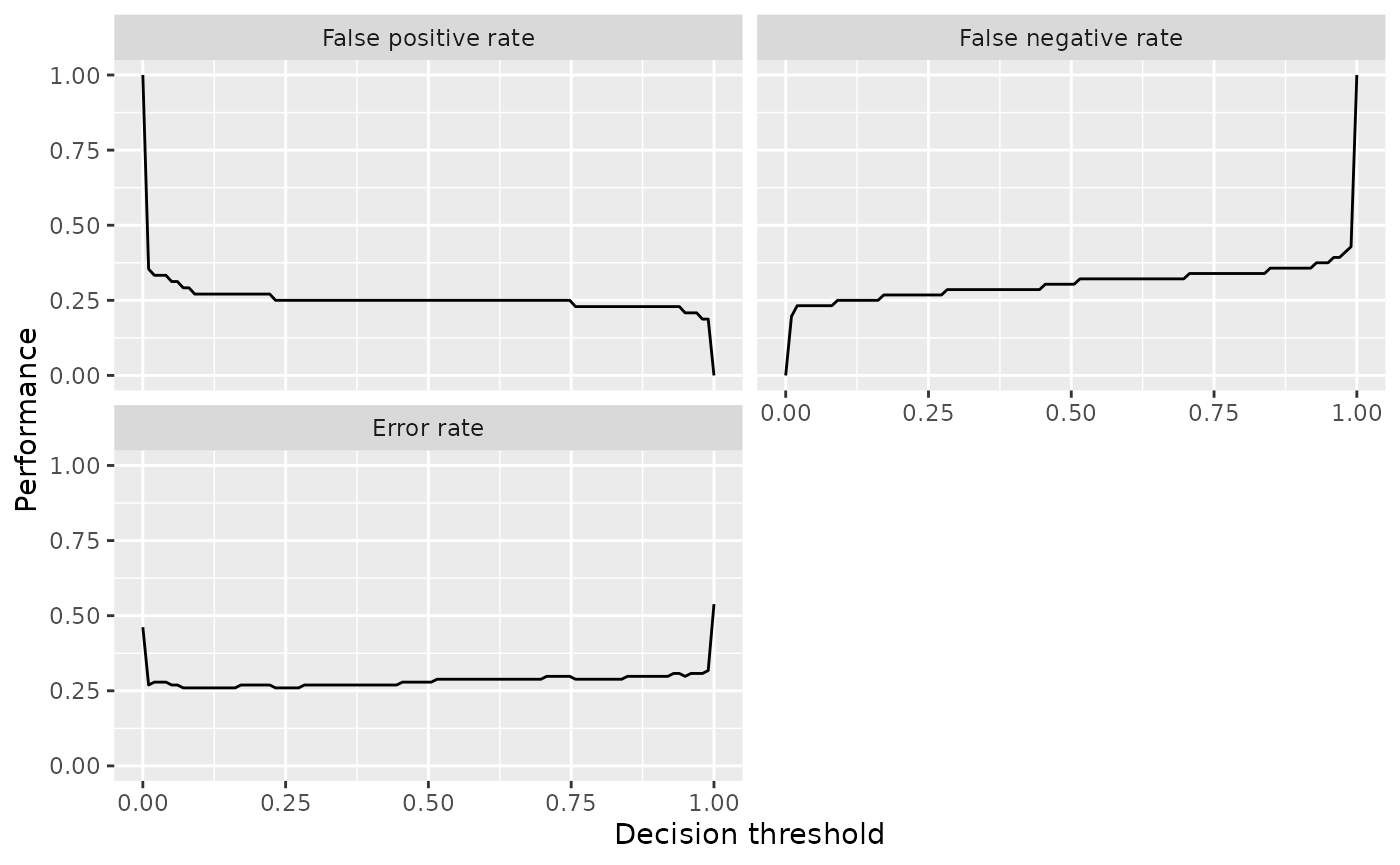 False positive rate
False negative rate
1.00
0.75
0.50
0.25
0.00
0.00 0.25 0.50 0.75 1.00
Error rate
1.00
0.75
0.50
0.25
0.00
0.00 0.25 0.50 0.75 1.00
Performance
Decision threshold